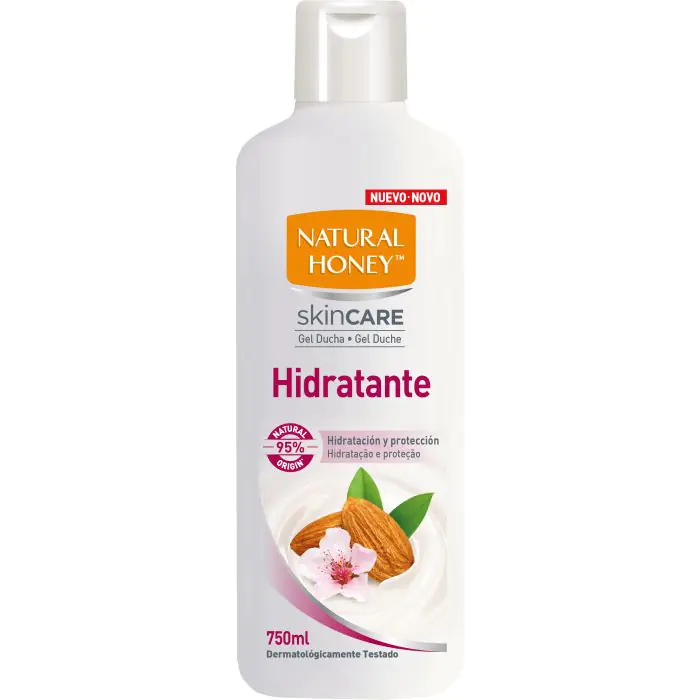 NUEVO·NOVO
NATURAL
HONEY™
skinCARE
Gel Ducha • Gel Duche
Hidratante
NATURAL
95%
ORIGIN*
Hidratación y protección
Hidratação e proteção
750ml
Dermatológicamente Testado